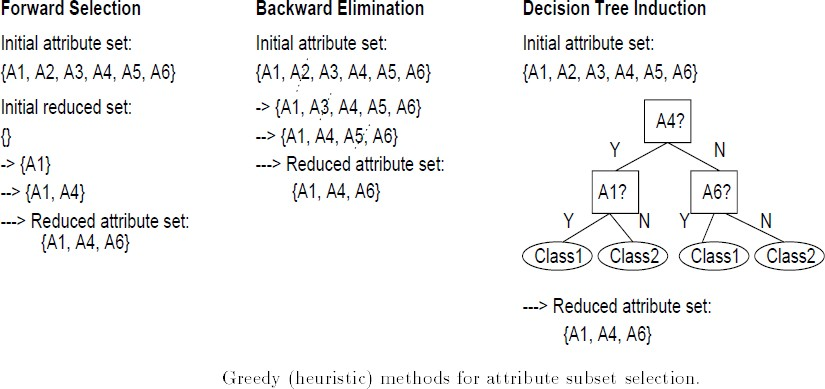 Forward Selection
Initial attribute set:
{A1, A2, A3, A4, A5, A6}
Initial reduced set:
{}
-> {A1}
--> {A1, A4}
---> Reduced attribute set:
{A1, A4, A6}
Backward Elimination
Initial attribute set:
{A1, A2, A3, A4, A5, A6}
-> {A1, A3, A4, A5, A6}
--> {A1, A4, A5, A6}
---> Reduced attribute set:
{A1, A4, A6}
Decision Tree Induction
Initial attribute set:
{A1, A2, A3, A4, A5, A6}
A4?
Y N
A1? A6?
Y N Y N
Class1 Class2 Class1 Class2
---> Reduced attribute set:
{A1, A4, A6}
Greedy (heuristic) methods for attribute subset selection.